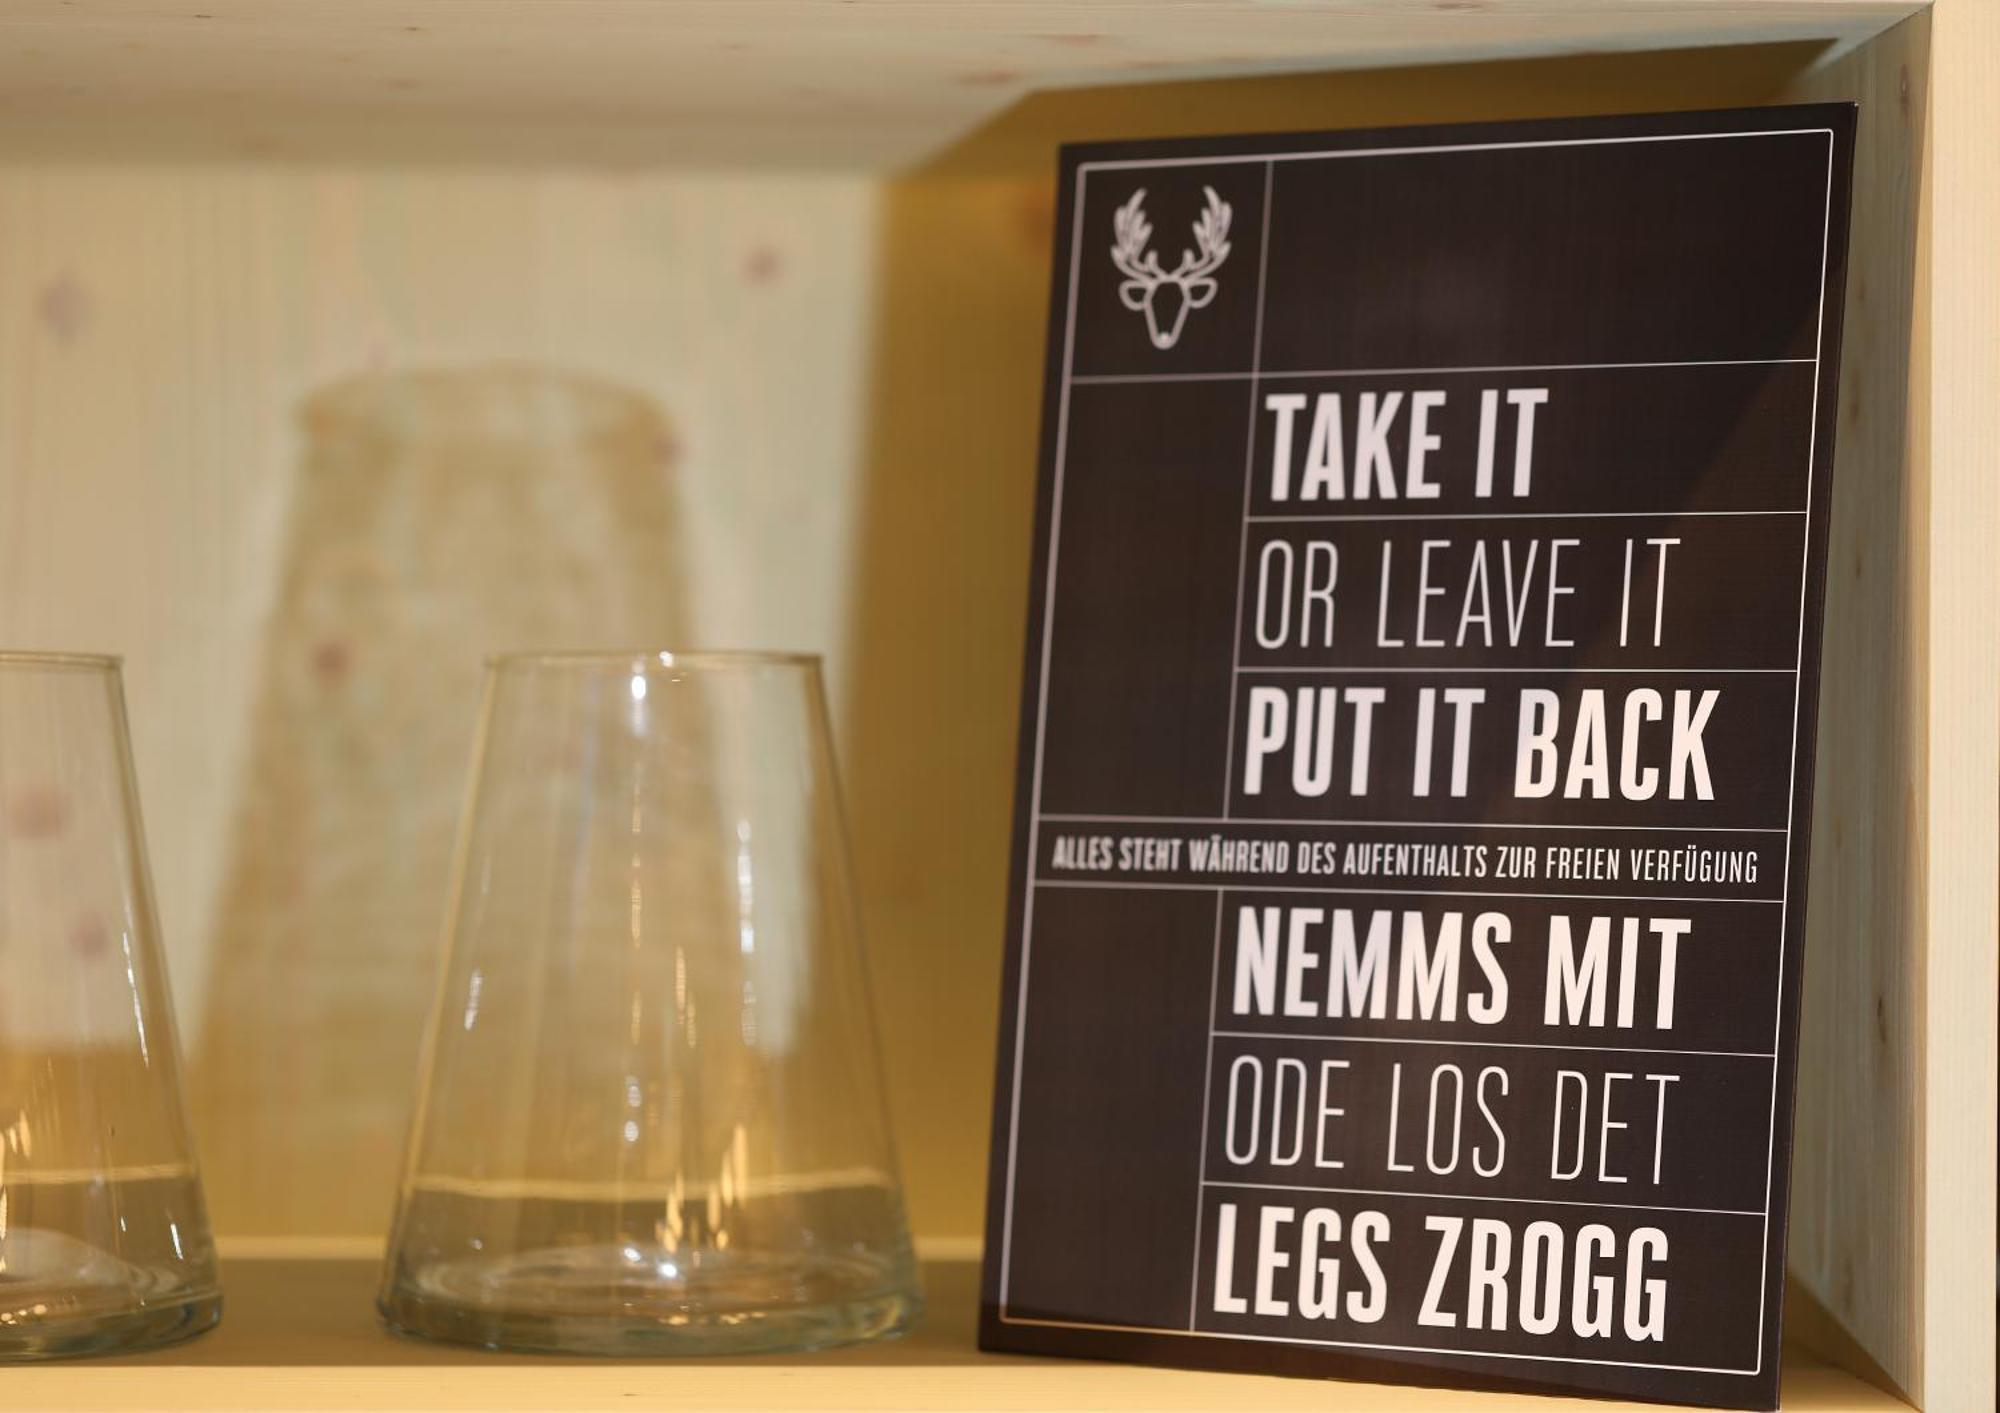 TAKE IT
OR LEAVE IT
PUT IT BACK
ALLES STEHT WÄHREND DES AUFENTHALTS ZUR FREIEN VERFÜGUNG
NEMMS MIT
ODE LOS DET
LEGS ZROGG